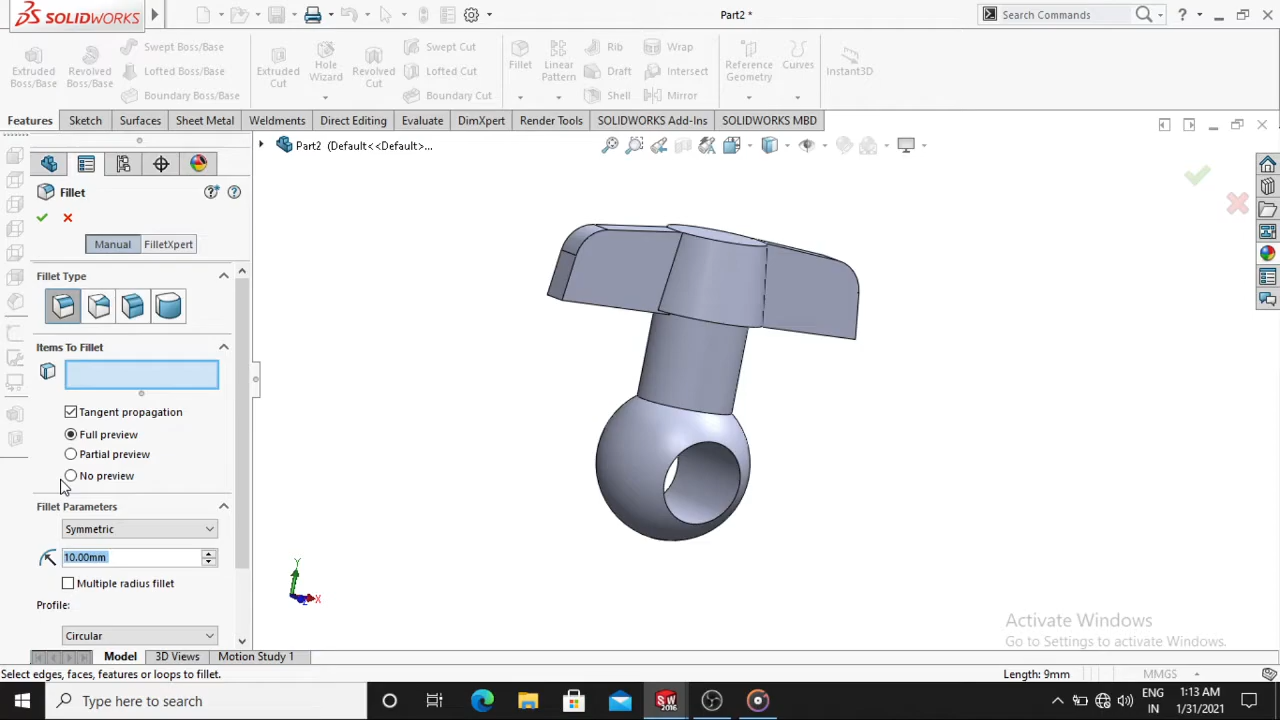 SOLIDWORKS
Part2 *
Search Commands
Extruded Boss/Base
Revolved Boss/Base
Swept Boss/Base
Lofted Boss/Base
Boundary Boss/Base
Extruded Cut
Hole Wizard
Revolved Cut
Swept Cut
Lofted Cut
Boundary Cut
Fillet
Linear Pattern
Rib
Draft
Shell
Wrap
Intersect
Mirror
Reference Geometry
Curves
Instant3D
Features
Sketch
Surfaces
Sheet Metal
Weldments
Direct Editing
Evaluate
DimXpert
Render Tools
SOLIDWORKS Add-Ins
SOLIDWORKS MBD
Part2 (Default<<Default>...
Fillet
Manual
FilletXpert
Fillet Type
Items To Fillet
Tangent propagation
Full preview
Partial preview
No preview
Fillet Parameters
Symmetric
10.00mm
Multiple radius fillet
Profile:
Circular
Y
X
Z
Activate Windows
Go to Settings to activate Windows.
Model
3D Views
Motion Study 1
Select edges, faces, features or loops to fillet.
Length: 9mm
MMGS
Type here to search
SW
2016
ENG
IN
1:13 AM
1/31/2021